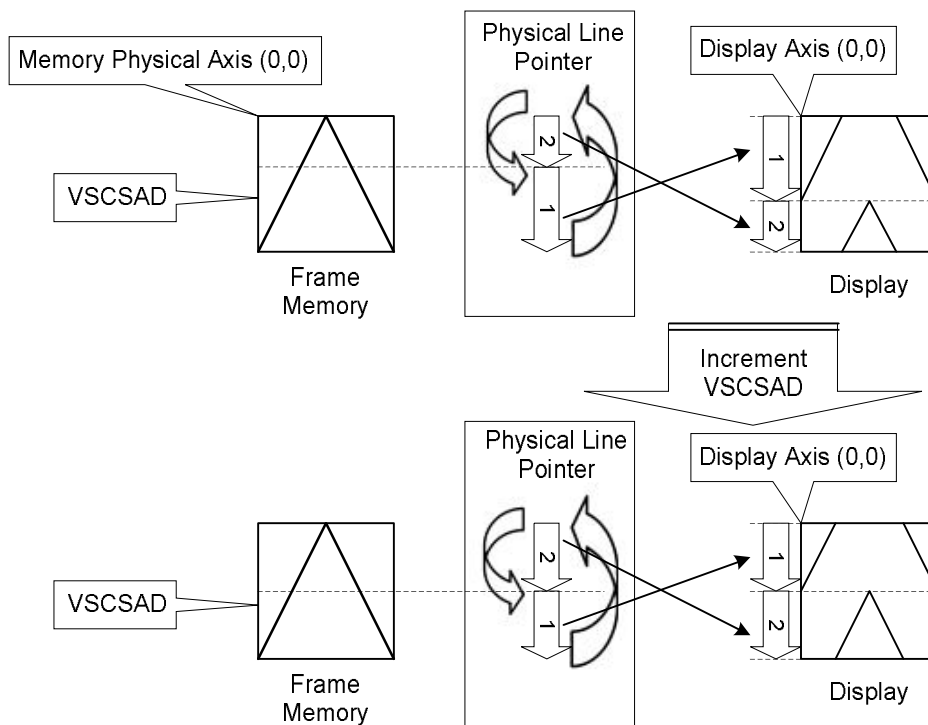 Physical Line
Pointer
Memory Physical Axis (0,0)
Display Axis (0,0)
2
1
1
2
VSCSAD
Frame
Memory
Display
Increment
VSCSAD
Physical Line
Pointer
Display Axis (0,0)
2
1
1
2
VSCSAD
Frame
Memory
Display